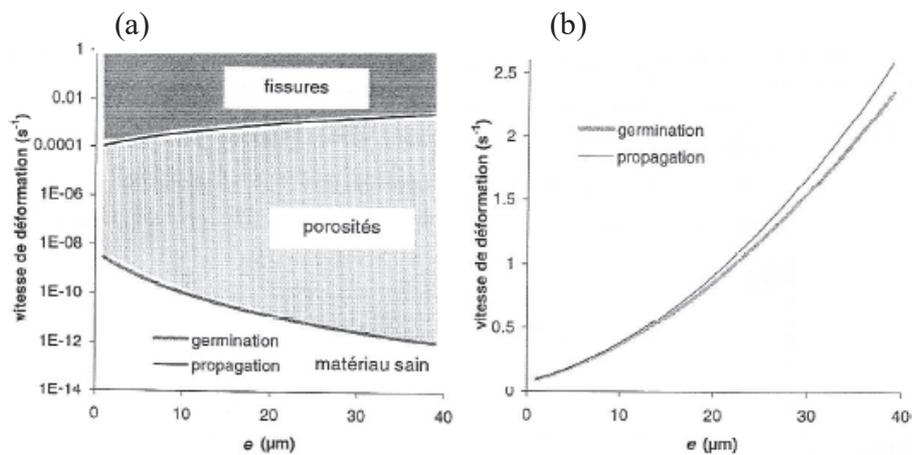 (a)
vitesse de déformation (s⁻¹)
1
0.01
0.0001
1E-06
1E-08
1E-10
1E-12
1E-14
fissures
porosités
germination
propagation
matériau sain
0 10 20 30 40
e (µm)
(b)
vitesse de déformation (s⁻¹)
2.5
2
1.5
1
0.5
0
germination
propagation
0 10 20 30 40
e (µm)